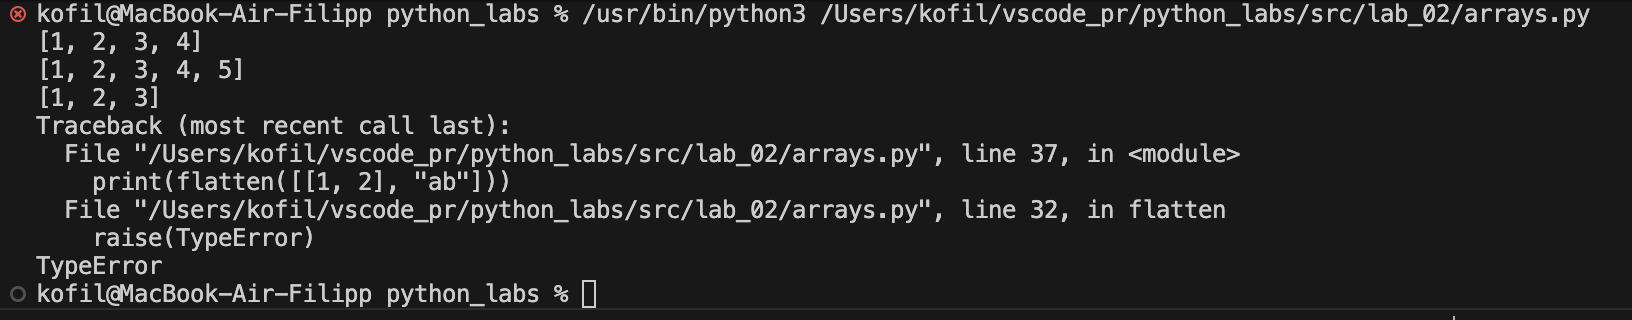 kofil@MacBook-Air-Filipp python_labs % /usr/bin/python3 /Users/kofil/vscode_pr/python_labs/src/lab_02/arrays.py
[1, 2, 3, 4]
[1, 2, 3, 4, 5]
[1, 2, 3]
Traceback (most recent call last):
  File "/Users/kofil/vscode_pr/python_labs/src/lab_02/arrays.py", line 37, in <module>
    print(flatten([[1, 2], "ab"]))
  File "/Users/kofil/vscode_pr/python_labs/src/lab_02/arrays.py", line 32, in flatten
    raise(TypeError)
TypeError
kofil@MacBook-Air-Filipp python_labs %